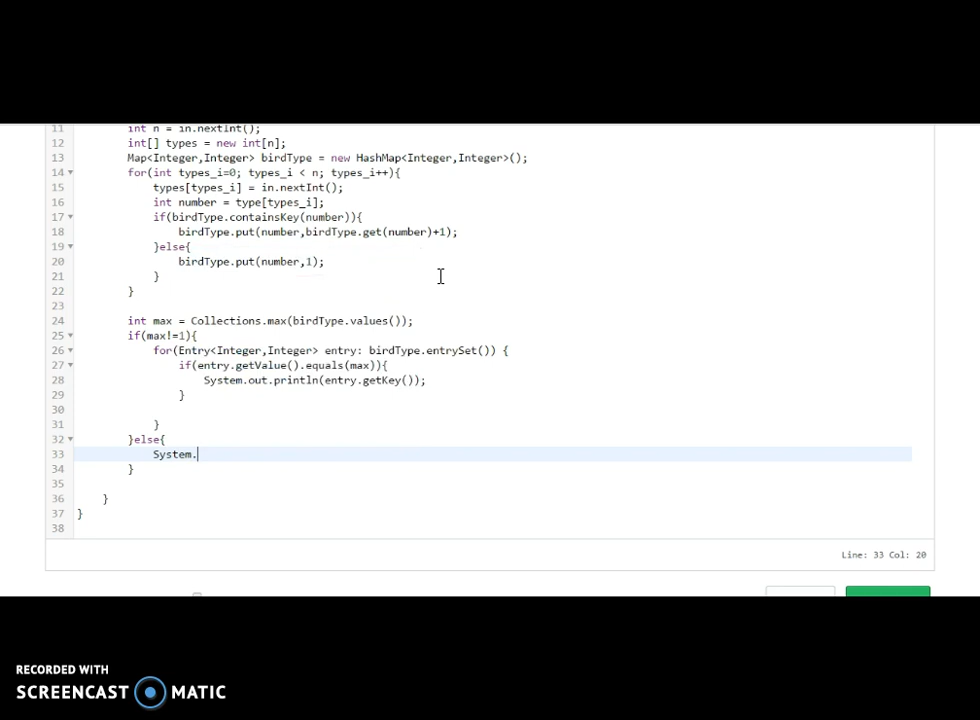 11 int n = in.nextInt();
12 int[] types = new int[n];
13 Map<Integer,Integer> birdType = new HashMap<Integer,Integer>();
14 for(int types_i=0; types_i < n; types_i++){
15 types[types_i] = in.nextInt();
16 int number = type[types_i];
17 if(birdType.containsKey(number)){
18 birdType.put(number,birdType.get(number)+1);
19 }else{
20 birdType.put(number,1);
21 }
22 }
23
24 int max = Collections.max(birdType.values());
25 if(max!=1){
26 for(Entry<Integer,Integer> entry: birdType.entrySet()) {
27 if(entry.getValue().equals(max)){
28 System.out.println(entry.getKey());
29 }
30
31 }
32 }else{
33 System.
34 }
35
36 }
37 }
38
Line: 33 Col: 20
RECORDED WITH
SCREENCAST MATIC